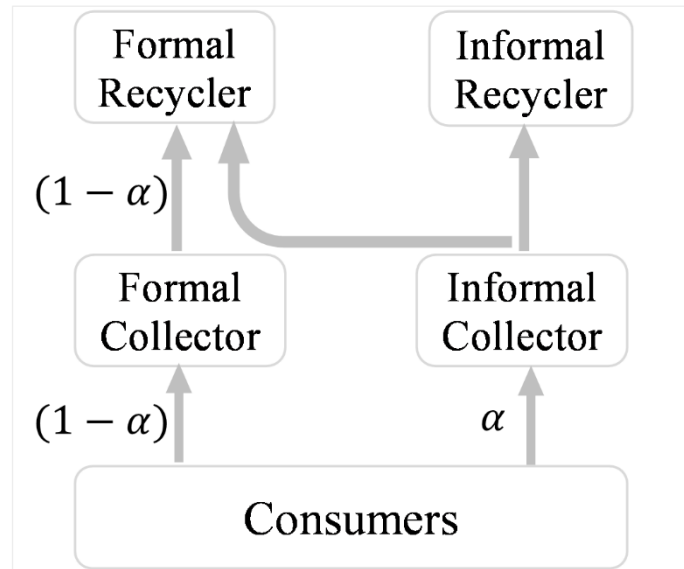 Formal
Recycler
Informal
Recycler
(1 − α)
Formal
Collector
Informal
Collector
(1 − α)
α
Consumers